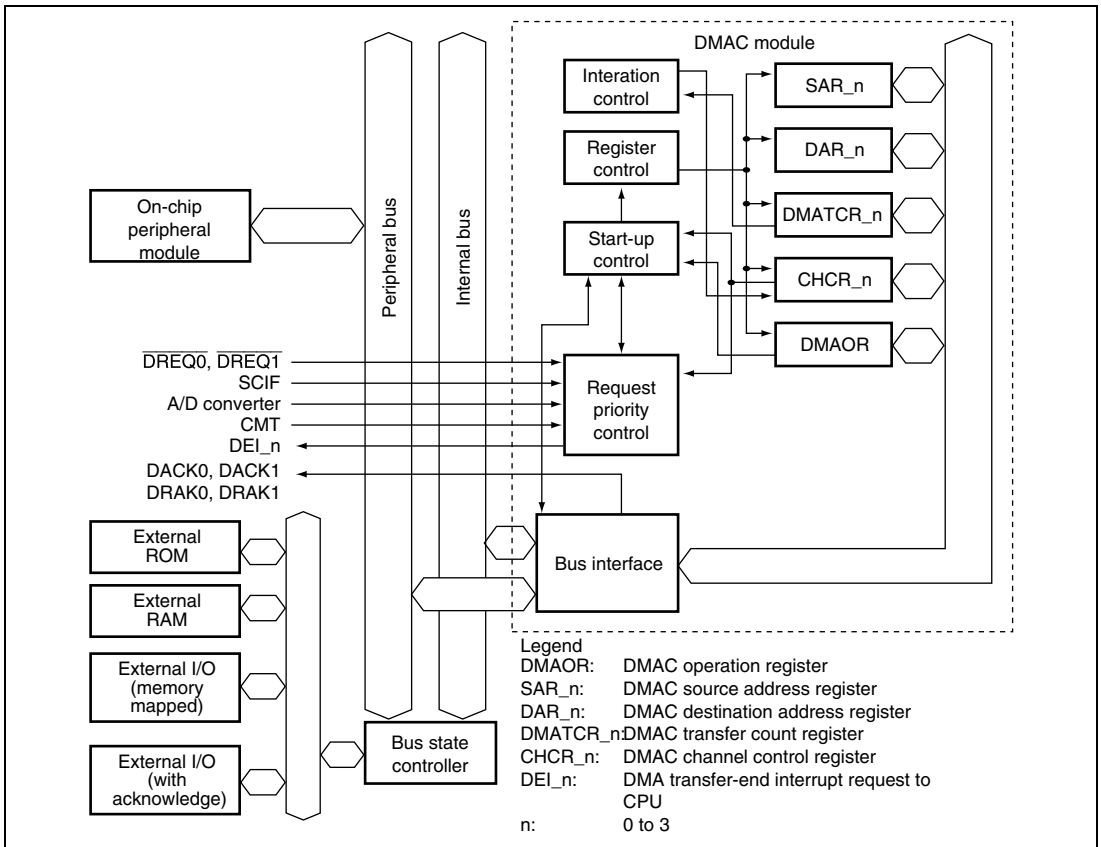 DMAC module
Interation
control
SAR_n
Register
control
DAR_n
On-chip
peripheral
module
Peripheral bus
Internal bus
DMATCR_n
Start-up
control
CHCR_n
DMAOR
DREQ0, DREQ1
SCIF
A/D converter
CMT
DEI_n
Request
priority
control
DACK0, DACK1
DRAK0, DRAK1
External
ROM
Bus interface
External
RAM
External I/O
(memory
mapped)
External I/O
(with
acknowledge)
Bus state
controller
Legend
DMAOR: DMAC operation register
SAR_n: DMAC source address register
DAR_n: DMAC destination address register
DMATCR_n:DMAC transfer count register
CHCR_n: DMAC channel control register
DEI_n: DMA transfer-end interrupt request to
CPU
n: 0 to 3